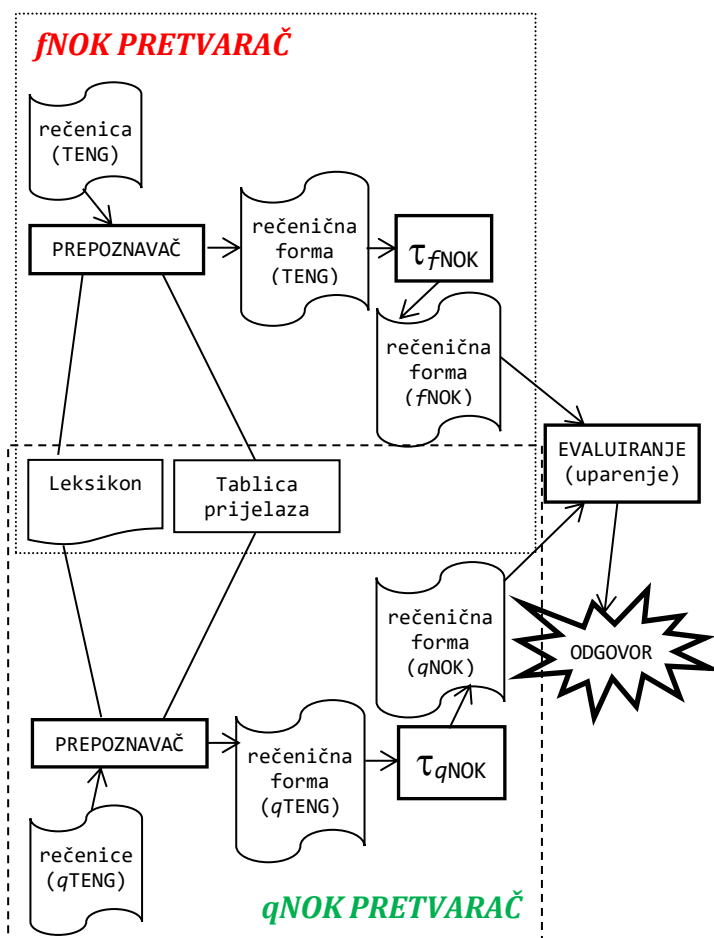 fNOK PRETVARAČ
rečenica
(TENG)
PREPOZNAVAČ
rečenična
forma
(TENG)
τfNOK
rečenična
forma
(fNOK)
EVALUIRANJE
(uparenje)
Leksikon
Tablica
prijelaza
rečenična
forma
(qNOK)
ODGOVOR
PREPOZNAVAČ
rečenična
forma
(qTENG)
τqNOK
rečenice
(qTENG)
qNOK PRETVARAČ